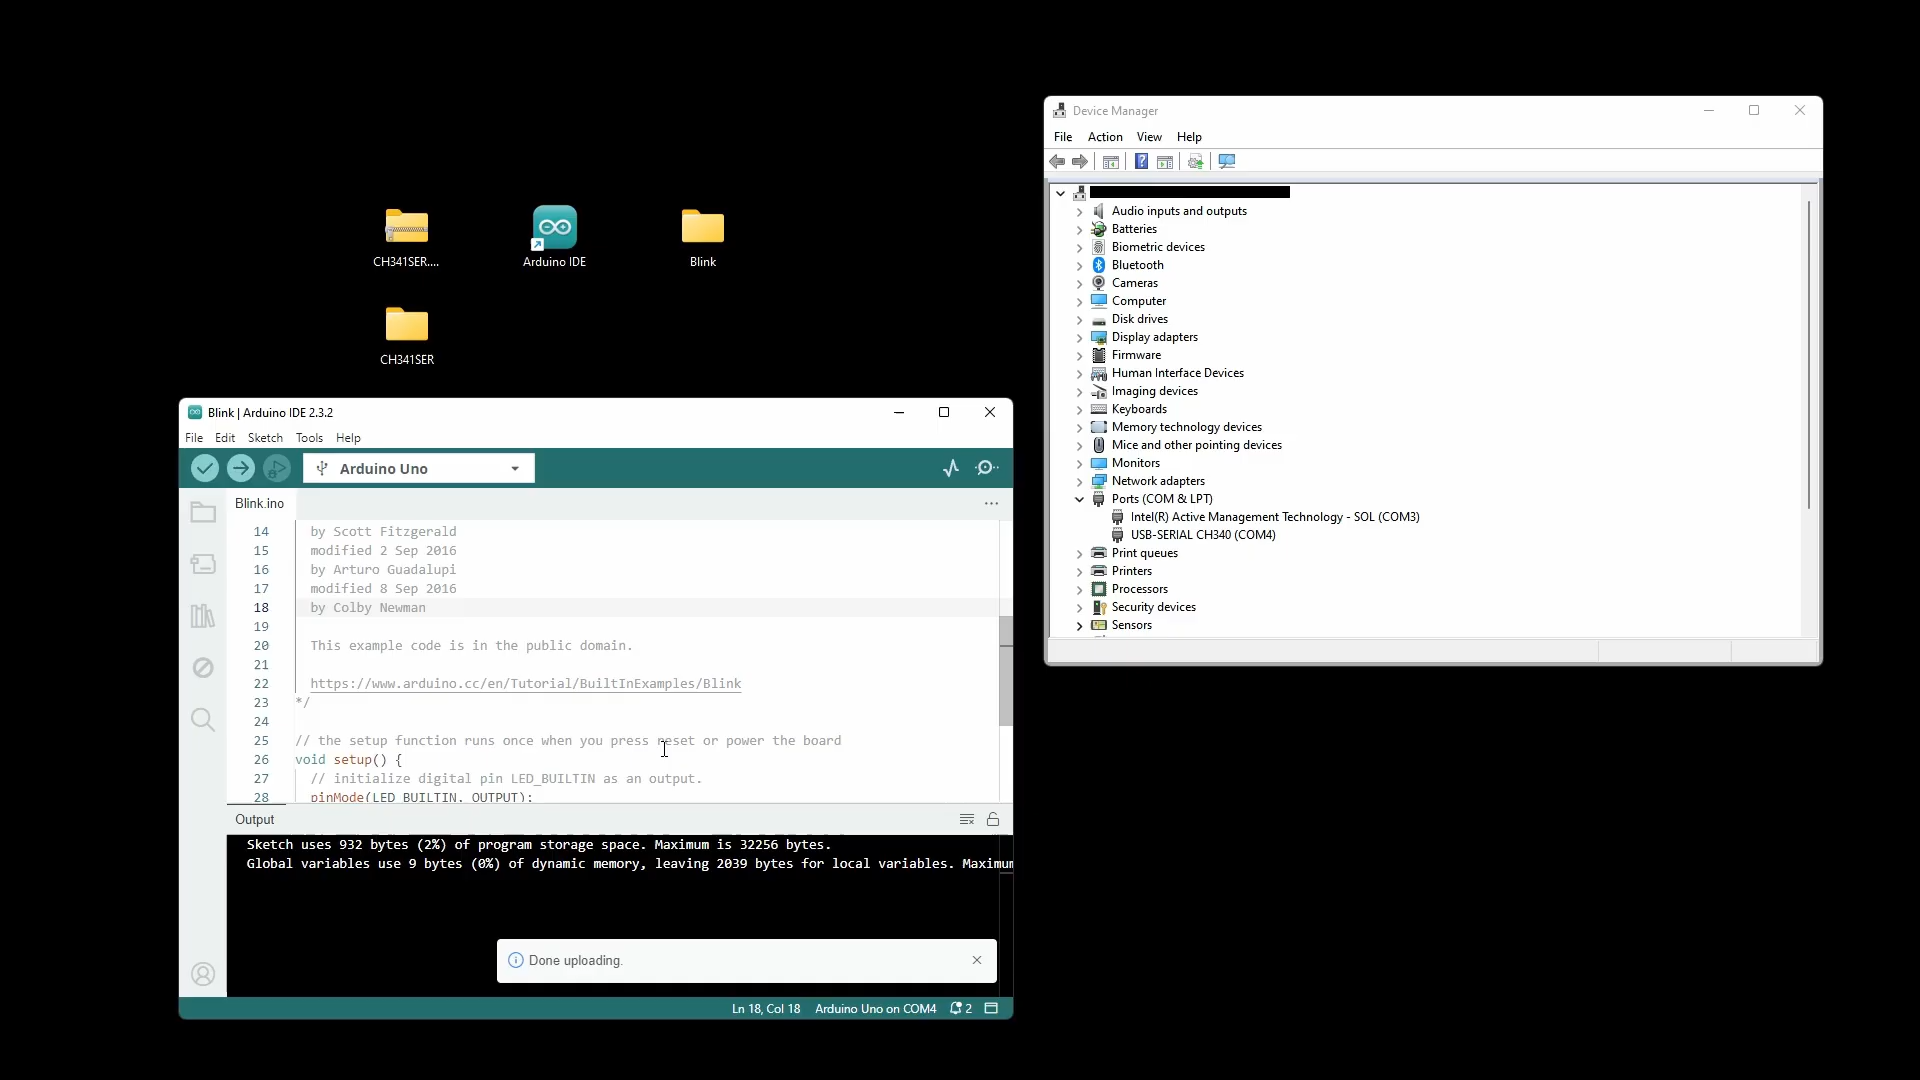 CH341SER....
Arduino IDE
Blink
CH341SER
Blink | Arduino IDE 2.3.2
File Edit Sketch Tools Help
Arduino Uno
Blink.ino
14 by Scott Fitzgerald
15 modified 2 Sep 2016
16 by Arturo Guadalupi
17 modified 8 Sep 2016
18 by Colby Newman
19
20 This example code is in the public domain.
21
22 https://www.arduino.cc/en/Tutorial/BuiltInExamples/Blink
23 */
24
25 // the setup function runs once when you press reset or power the board
26 void setup() {
27 // initialize digital pin LED_BUILTIN as an output.
28 pinMode(LED_BUILTIN, OUTPUT);
Output
Sketch uses 932 bytes (2%) of program storage space. Maximum is 32256 bytes.
Global variables use 9 bytes (0%) of dynamic memory, leaving 2039 bytes for local variables. Maximum
Done uploading.
Ln 18, Col 18 Arduino Uno on COM4 2
Device Manager
File Action View Help
Audio inputs and outputs
Batteries
Biometric devices
Bluetooth
Cameras
Computer
Disk drives
Display adapters
Firmware
Human Interface Devices
Imaging devices
Keyboards
Memory technology devices
Mice and other pointing devices
Monitors
Network adapters
Ports (COM & LPT)
Intel(R) Active Management Technology - SOL (COM3)
USB-SERIAL CH340 (COM4)
Print queues
Printers
Processors
Security devices
Sensors